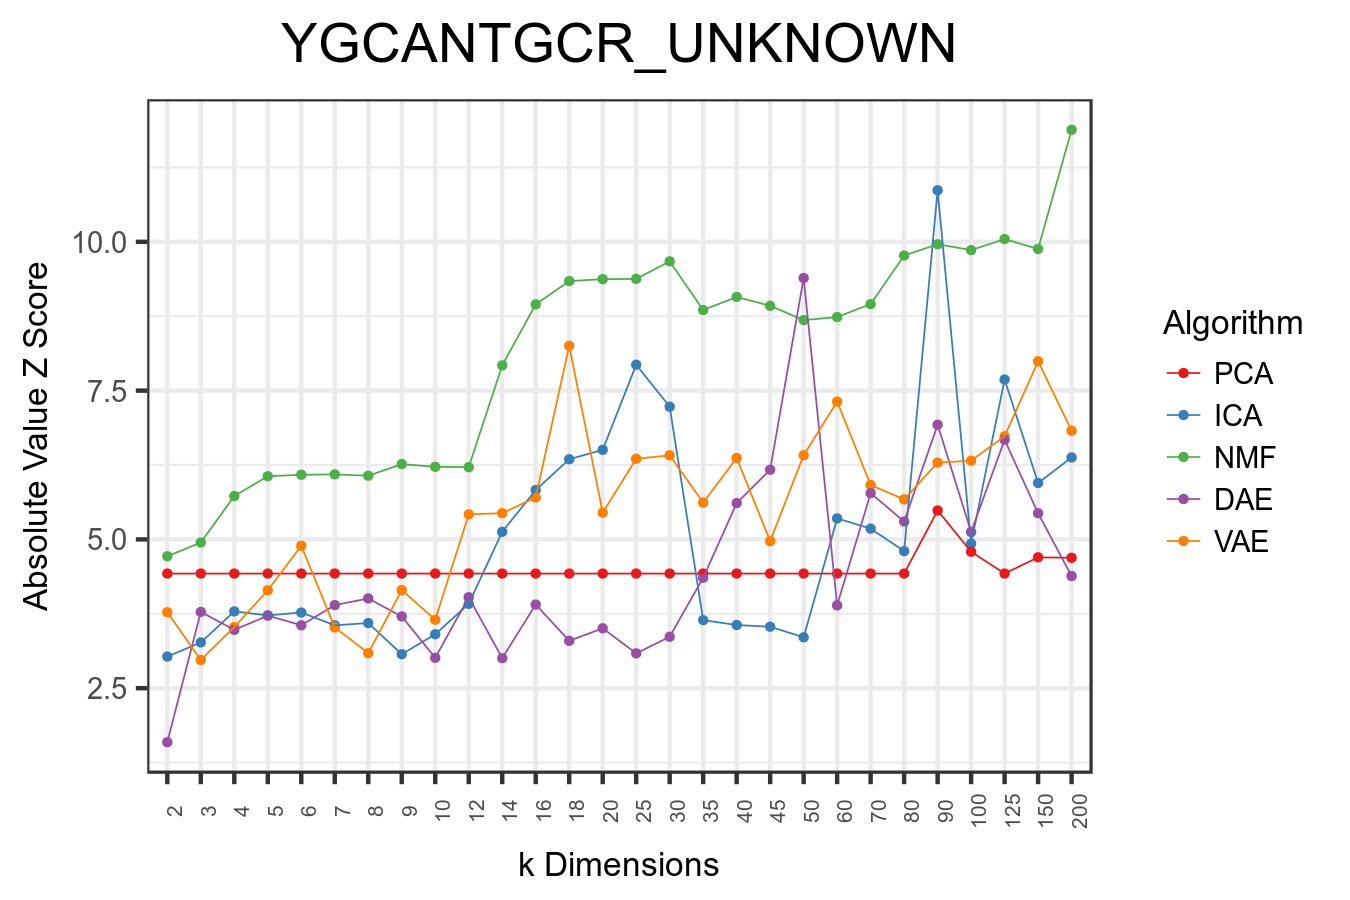 YGCANTGCR_UNKNOWN
Absolute Value Z Score
10.0
7.5
5.0
2.5
2 3 4 5 6 7 8 9 10 12 14 16 18 20 25 30 35 40 45 50 60 70 80 90 100 125 150 200
k Dimensions
Algorithm
PCA
ICA
NMF
DAE
VAE